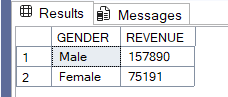 Results Messages
GENDER REVENUE
1 Male 157890
2 Female 75191